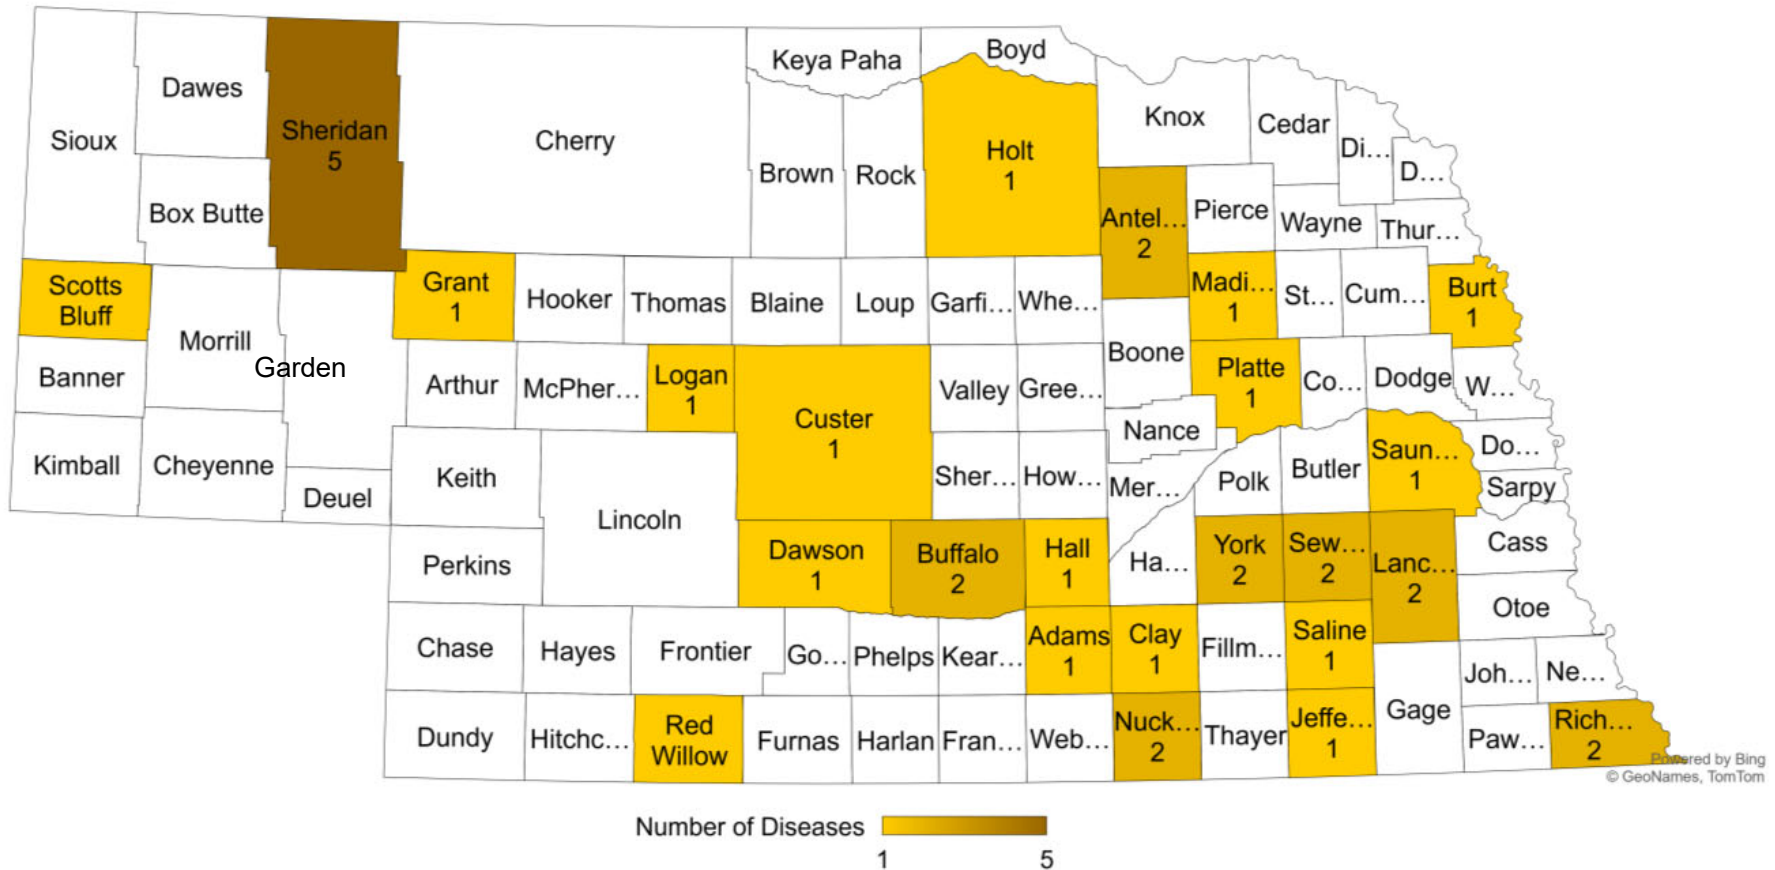 Keya Paha
Boyd
Dawes
Sheridan
5
Sioux
Cherry
Knox
Cedar
Di...
D...
Holt
1
Brown
Rock
Box Butte
Antel...
2
Pierce
Wayne
Thur...
Scotts
Bluff
Grant
1
Hooker
Thomas
Blaine
Loup
Garfi...
Whe...
Madi...
1
St...
Cum...
Burt
1
Morrill
Garden
Banner
Arthur
McPher...
Logan
1
Custer
1
Valley
Gree...
Boone
Platte
1
Co...
Dodge
W...
Nance
Kimball
Cheyenne
Deuel
Keith
Lincoln
Sher...
How...
Mer...
Polk
Butler
Saun...
1
Do...
Sarpy
Perkins
Dawson
1
Buffalo
2
Hall
1
Ha...
York
2
Sew...
2
Lanc...
2
Cass
Otoe
Chase
Hayes
Frontier
Go...
Phelps
Kear...
Adams
1
Clay
1
Fillm...
Saline
1
Joh...
Ne...
Dundy
Hitchc...
Red
Willow
Furnas
Harlan
Fran...
Web...
Nuck...
2
Thayer
Jeffe...
1
Gage
Paw...
Rich...
2
Powered by Bing
© GeoNames, TomTom
Number of Diseases
1
5